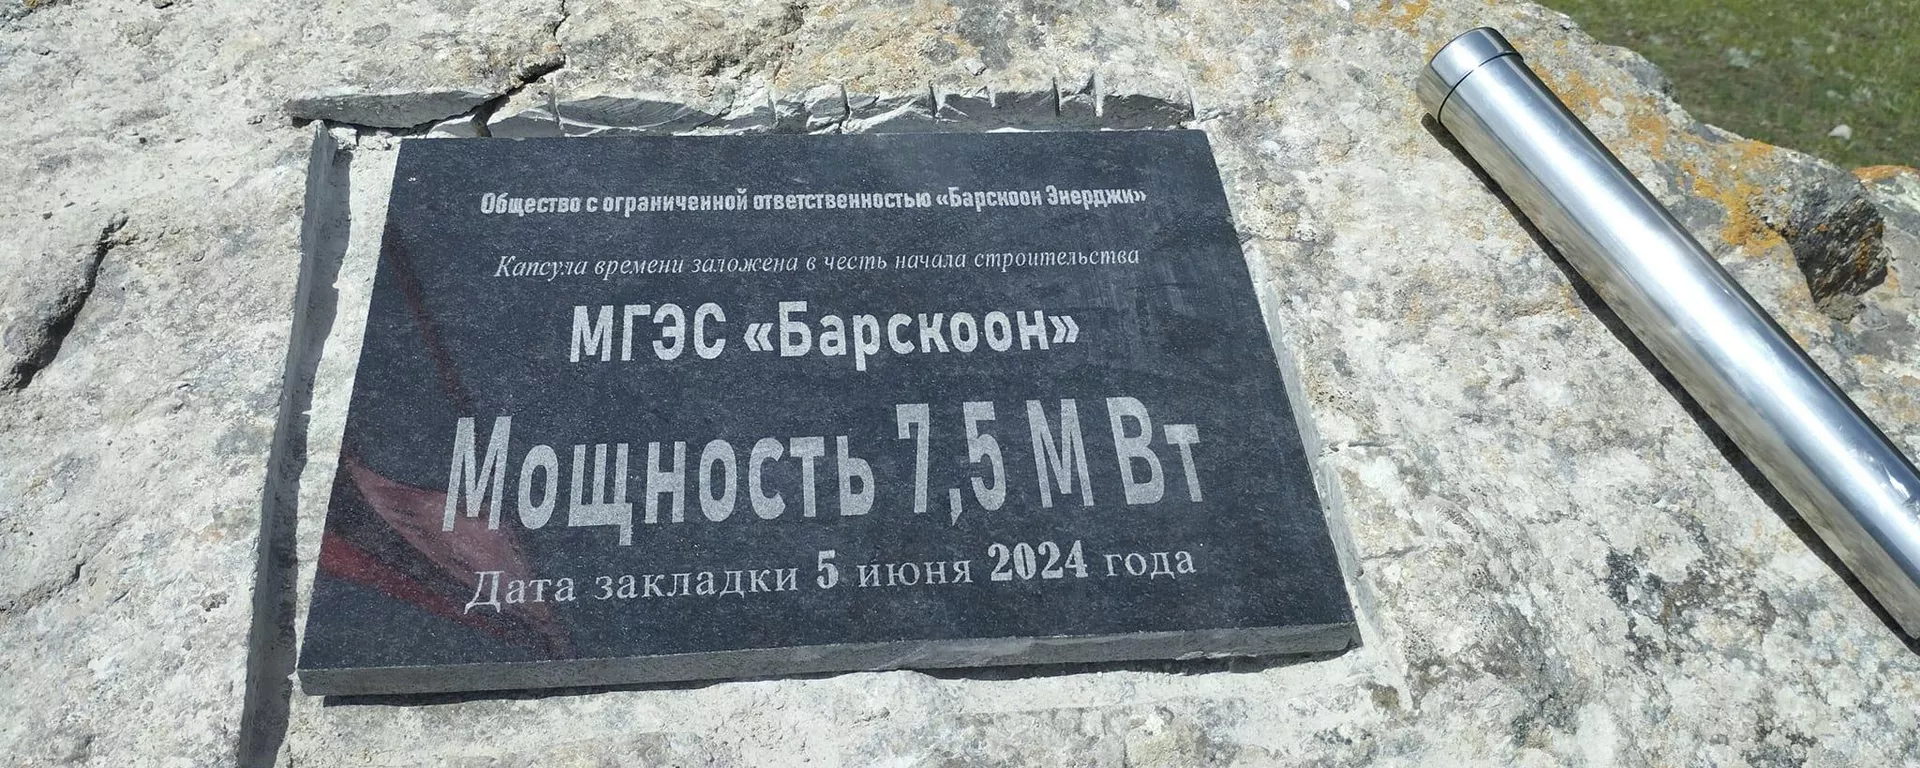 Общество с ограниченной ответственностью «Барскоон Энерджи»
Капсула времени заложена в честь начала строительства
МГЭС «Барскоон»
Мощность 7,5 М Вт
Дата закладки 5 июня 2024 года